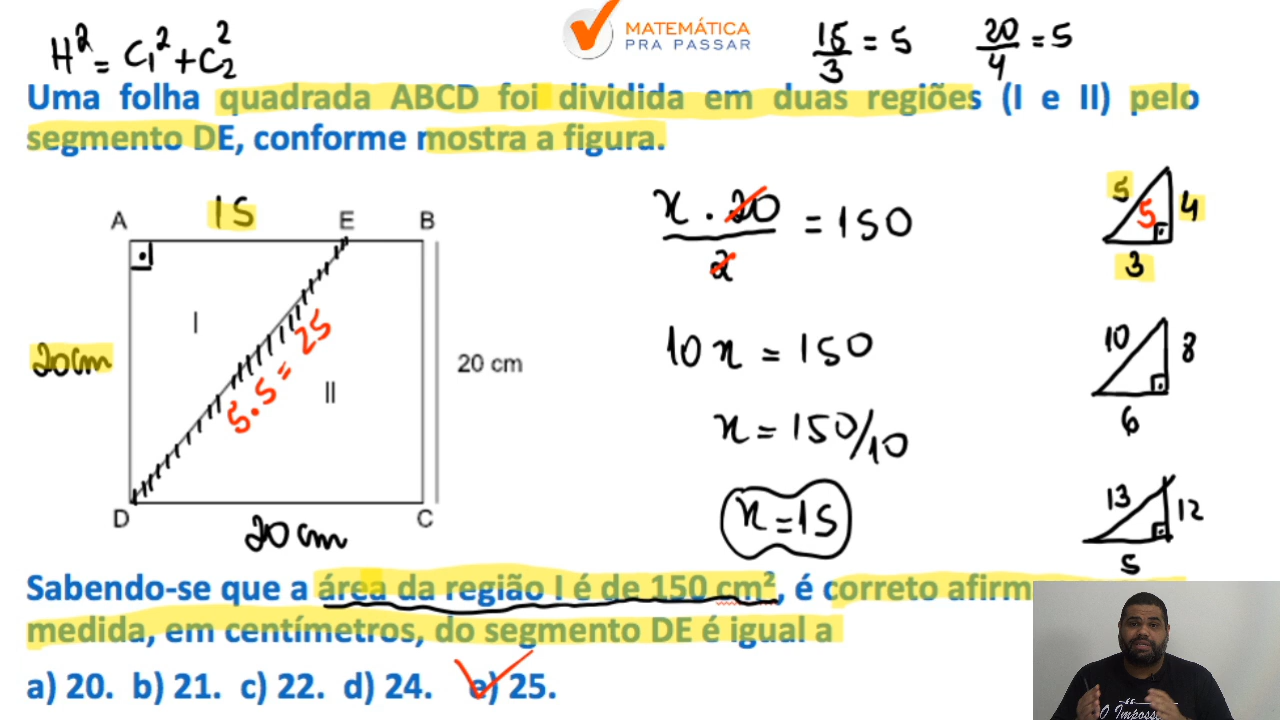 H² = C₁² + C₂²
MATEMÁTICA
PRA PASSAR
15/3 = 5
20/4 = 5
Uma folha quadrada ABCD foi dividida em duas regiões (I e II) pelo
segmento DE, conforme mostra a figura.
15
A E B
20cm
I
II
5.5 = 25
20 cm
D C
20 cm
x . 20 / 2 = 150
10x = 150
x = 150/10
x = 15
5 5 4
3
10 8
6
13 12
5
Sabendo-se que a área da região I é de 150 cm², é correto afirm
medida, em centímetros, do segmento DE é igual a
a) 20. b) 21. c) 22. d) 24. e) 25.
O Imposs